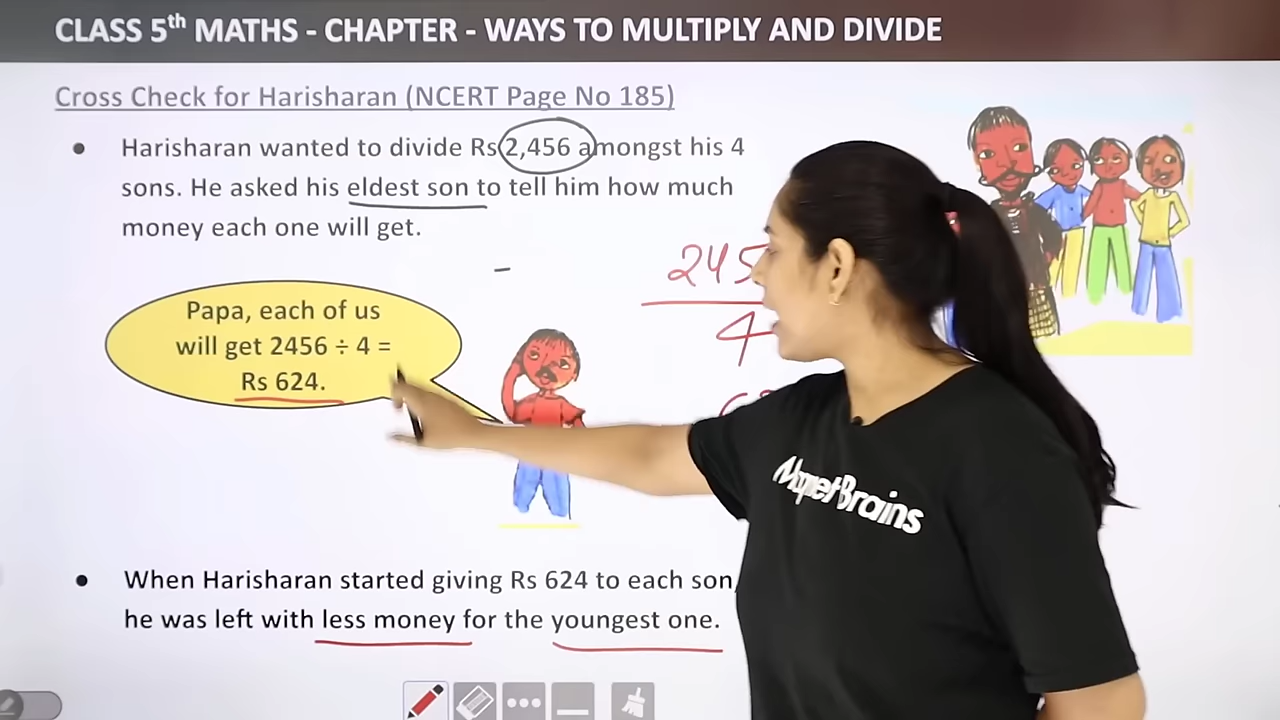 CLASS 5th MATHS - CHAPTER - WAYS TO MULTIPLY AND DIVIDE
Cross Check for Harisharan (NCERT Page No 185)
• Harisharan wanted to divide Rs 2,456 amongst his 4
sons. He asked his eldest son to tell him how much
money each one will get.
245
4
Papa, each of us
will get 2456 ÷ 4 =
Rs 624.
MagnetBrains
• When Harisharan started giving Rs 624 to each son,
he was left with less money for the youngest one.